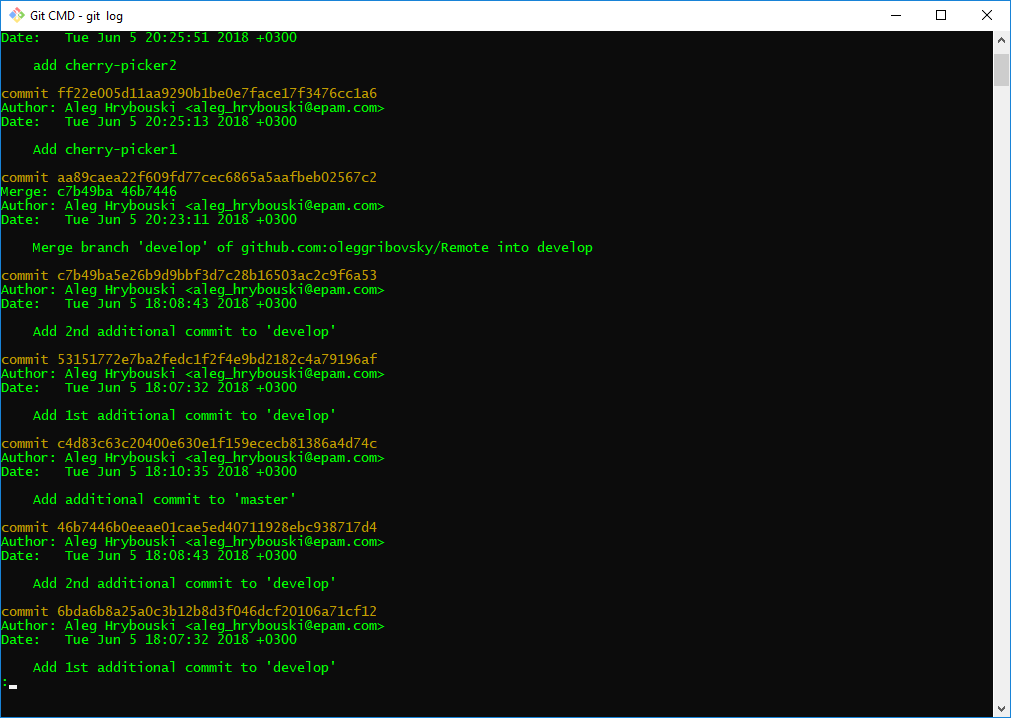 Git CMD - git  log
Date:   Tue Jun 5 20:25:51 2018 +0300
    add cherry-picker2
commit ff22e005d11aa9290b1be0e7face17f3476cc1a6
Author: Aleg Hrybouski <aleg_hrybouski@epam.com>
Date:   Tue Jun 5 20:25:13 2018 +0300
    Add cherry-picker1
commit aa89caea22f609fd77cec6865a5aafbeb02567c2
Merge: c7b49ba 46b7446
Author: Aleg Hrybouski <aleg_hrybouski@epam.com>
Date:   Tue Jun 5 20:23:11 2018 +0300
    Merge branch 'develop' of github.com:oleggribovsky/Remote into develop
commit c7b49ba5e26b9d9bbf3d7c28b16503ac2c9f6a53
Author: Aleg Hrybouski <aleg_hrybouski@epam.com>
Date:   Tue Jun 5 18:08:43 2018 +0300
    Add 2nd additional commit to 'develop'
commit 53151772e7ba2fedc1f2f4e9bd2182c4a79196af
Author: Aleg Hrybouski <aleg_hrybouski@epam.com>
Date:   Tue Jun 5 18:07:32 2018 +0300
    Add 1st additional commit to 'develop'
commit c4d83c63c20400e630e1f159ececb81386a4d74c
Author: Aleg Hrybouski <aleg_hrybouski@epam.com>
Date:   Tue Jun 5 18:10:35 2018 +0300
    Add additional commit to 'master'
commit 46b7446b0eeae01cae5ed40711928ebc938717d4
Author: Aleg Hrybouski <aleg_hrybouski@epam.com>
Date:   Tue Jun 5 18:08:43 2018 +0300
    Add 2nd additional commit to 'develop'
commit 6bda6b8a25a0c3b12b8d3f046dcf20106a71cf12
Author: Aleg Hrybouski <aleg_hrybouski@epam.com>
Date:   Tue Jun 5 18:07:32 2018 +0300
    Add 1st additional commit to 'develop'
: